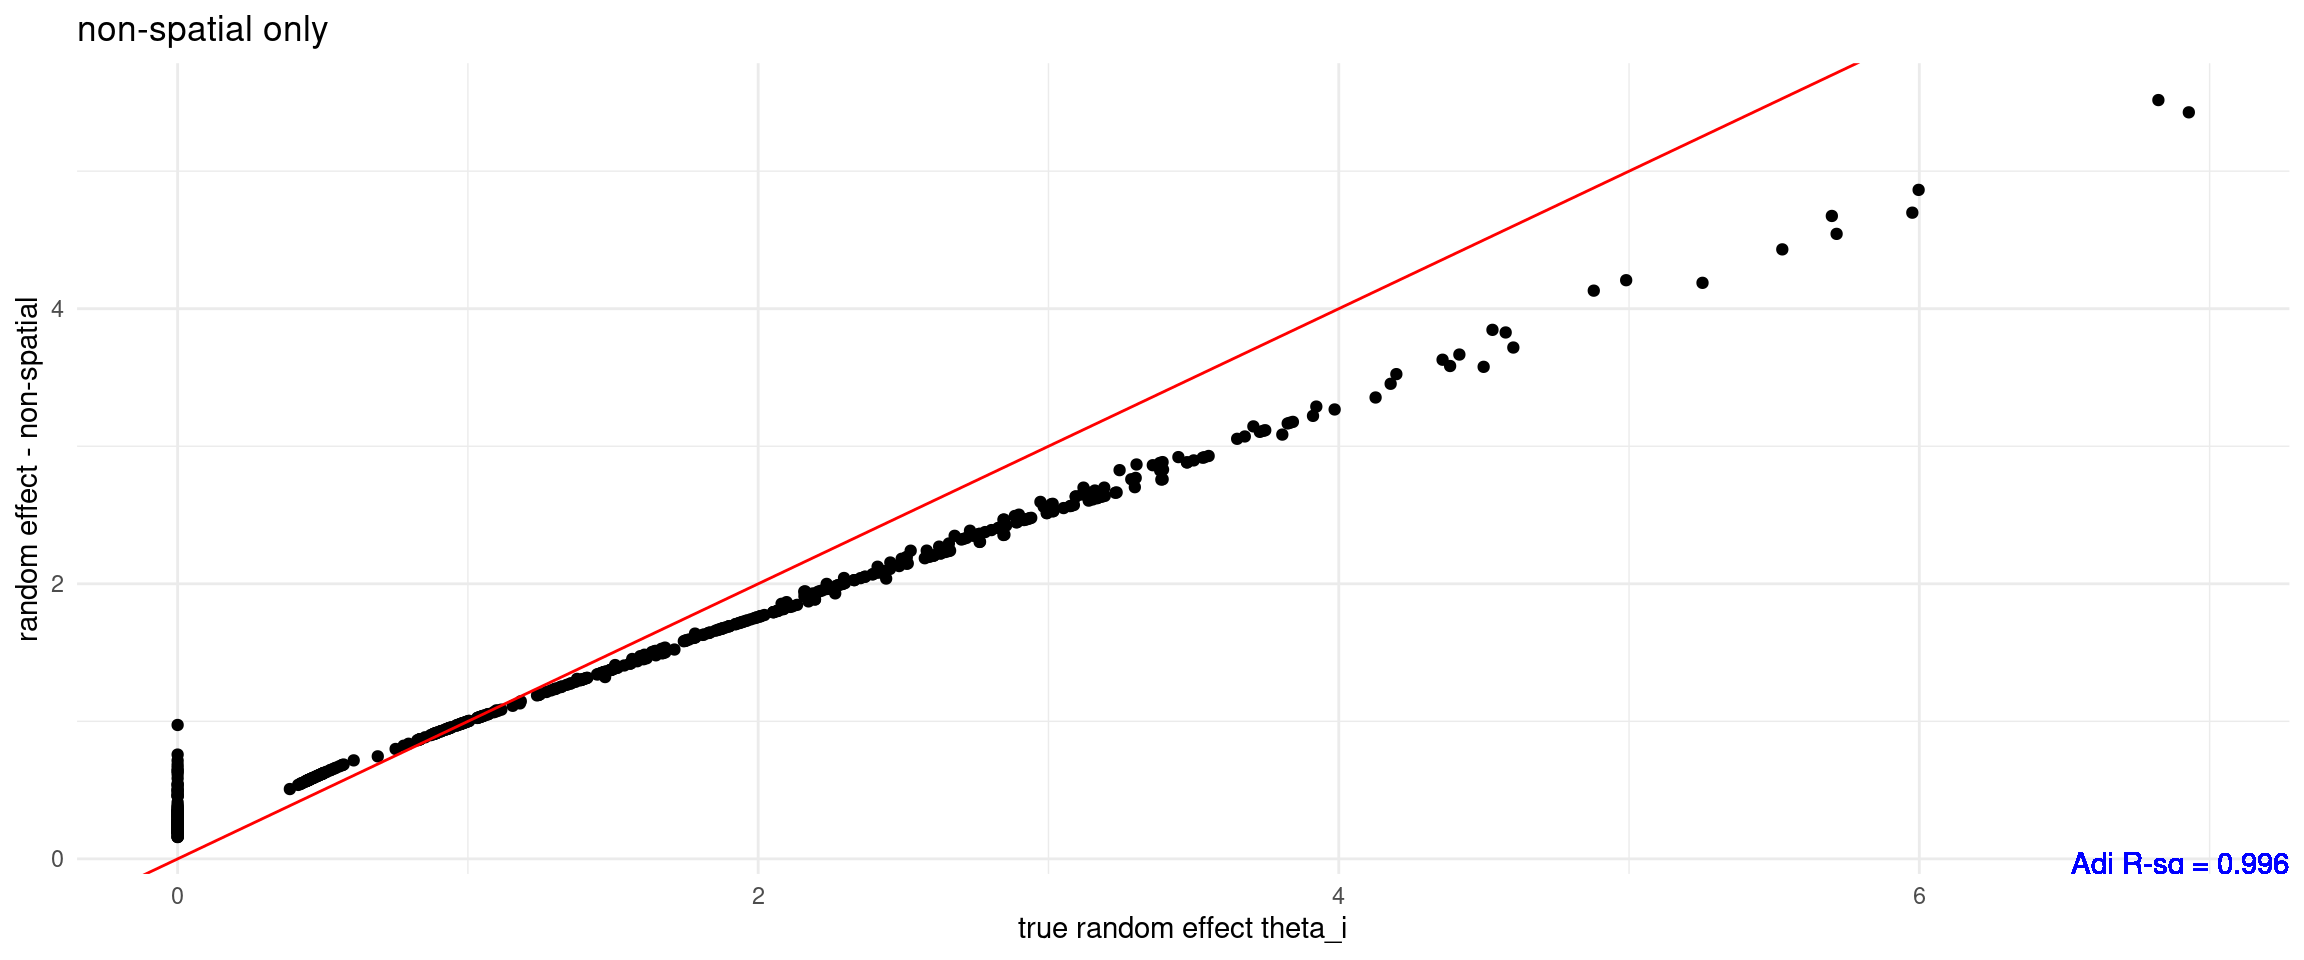 non-spatial only
random effect - non-spatial
4
2
0
Adj R-sq = 0.996
0 2 4 6
true random effect theta_i